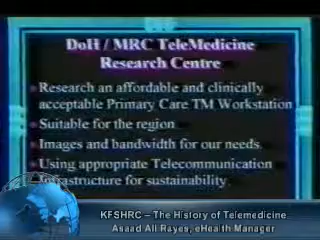 DoH / MRC TeleMedicine
Research Centre
Research an affordable and clinically
acceptable Primary Care TM Workstation
Suitable for the region
Images and bandwidth for our needs.
Using appropriate Telecommunication
Infrastructure for sustainability.
KFSHRC – The History of Telemedicine
Asaad Ali Rayes, eHealth Manager